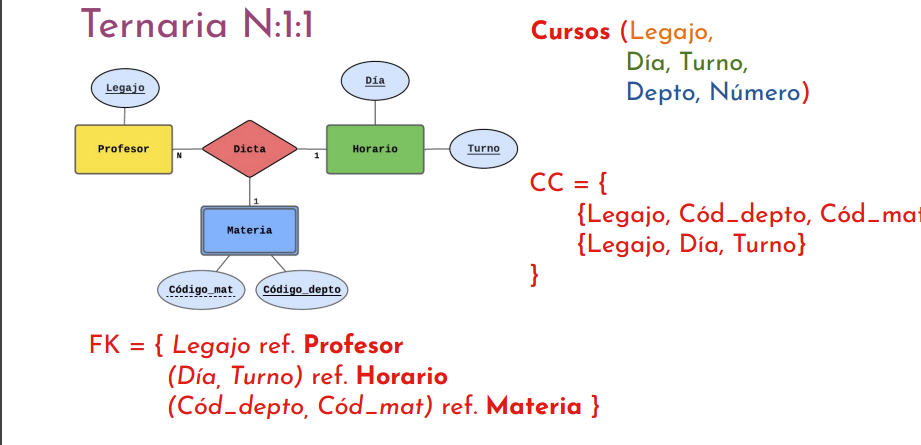 Ternaria N:1:1
Cursos (Legajo,
Día, Turno,
Depto, Número)
Legajo
Día
Profesor
N
Dicta
1
Horario
Turno
1
Materia
Código_mat
Código_depto
CC = {
{Legajo, Cód_depto, Cód_mat
{Legajo, Día, Turno}
}
FK = { Legajo ref. Profesor
(Día, Turno) ref. Horario
(Cód_depto, Cód_mat) ref. Materia }